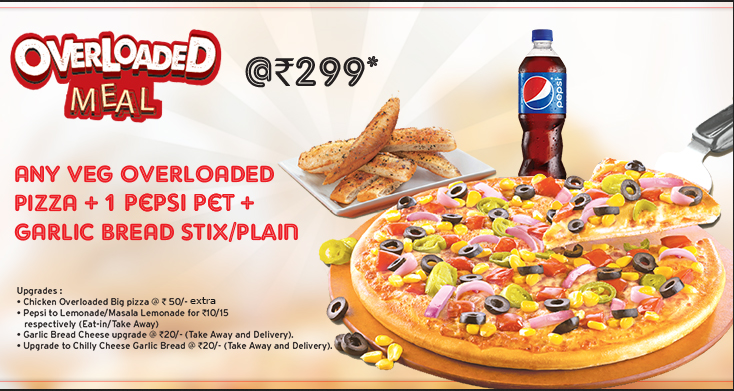 OVERLOADED
MEAL
@₹299*
pepsi
ANY VEG OVERLOADED
PIZZA + 1 PEPSI PET +
GARLIC BREAD STIX/PLAIN
Upgrades :
• Chicken Overloaded Big pizza @ ₹ 50/- extra
• Pepsi to Lemonade/Masala Lemonade for ₹10/15
respectively (Eat-in/Take Away)
• Garlic Bread Cheese upgrade @ ₹20/- (Take Away and Delivery).
• Upgrade to Chilly Cheese Garlic Bread @ ₹20/- (Take Away and Delivery).